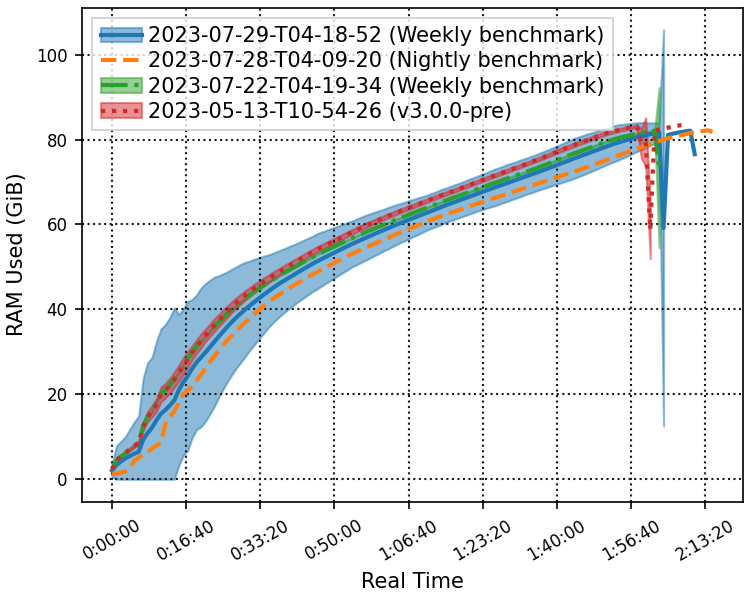 2023-07-29-T04-18-52 (Weekly benchmark)
2023-07-28-T04-09-20 (Nightly benchmark)
2023-07-22-T04-19-34 (Weekly benchmark)
2023-05-13-T10-54-26 (v3.0.0-pre)
100
80
60
40
20
0
RAM Used (GiB)
0:00:00
0:16:40
0:33:20
0:50:00
1:06:40
1:23:20
1:40:00
1:56:40
2:13:20
Real Time